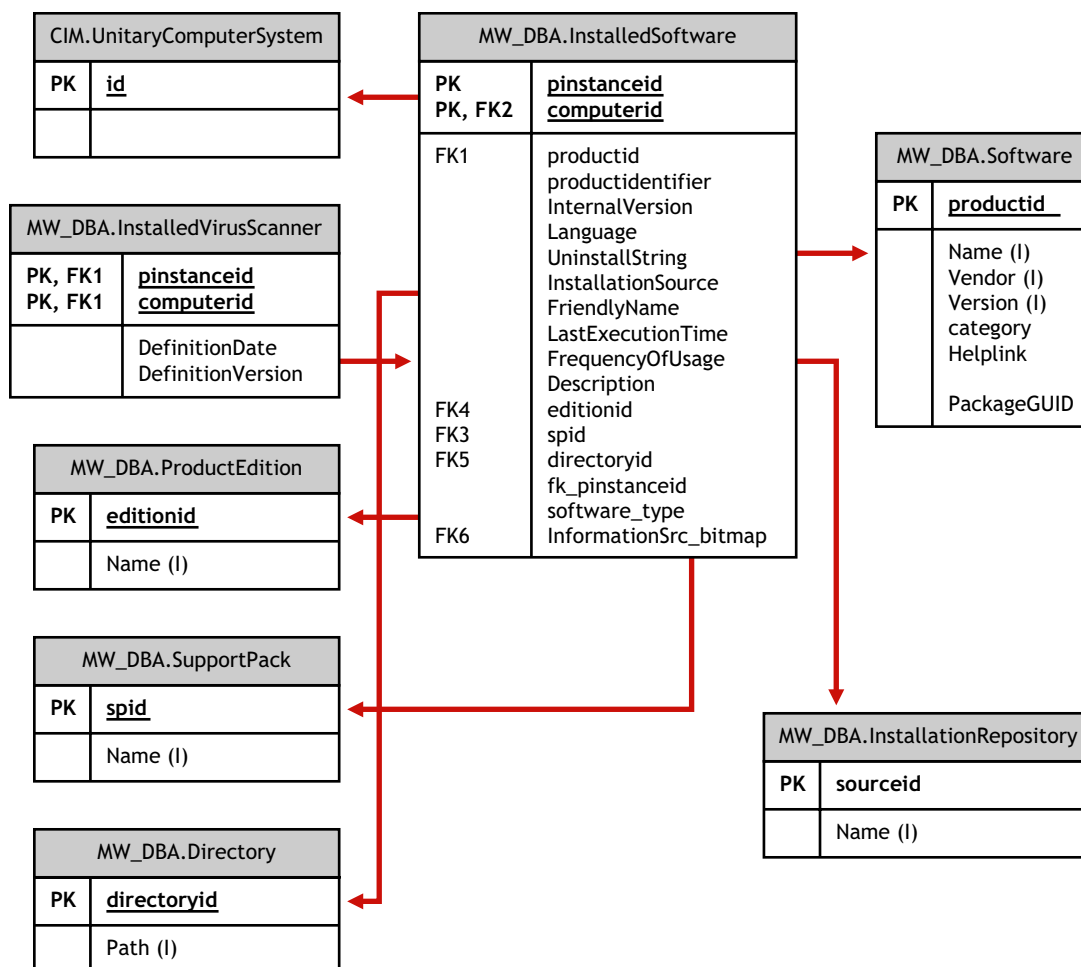 CIM.UnitaryComputerSystem
PK id
MW_DBA.InstalledSoftware
PK pinstanceid
PK, FK2 computerid
FK1 productid
productidentifier
InternalVersion
Language
UninstallString
InstallationSource
FriendlyName
LastExecutionTime
FrequencyOfUsage
Description
FK4 editionid
FK3 spid
FK5 directoryid
fk_pinstanceid
software_type
FK6 InformationSrc_bitmap
MW_DBA.Software
PK productid
Name (I)
Vendor (I)
Version (I)
category
Helplink
PackageGUID
MW_DBA.InstalledVirusScanner
PK, FK1 pinstanceid
PK, FK1 computerid
DefinitionDate
DefinitionVersion
MW_DBA.ProductEdition
PK editionid
Name (I)
MW_DBA.SupportPack
PK spid
Name (I)
MW_DBA.InstallationRepository
PK sourceid
Name (I)
MW_DBA.Directory
PK directoryid
Path (I)